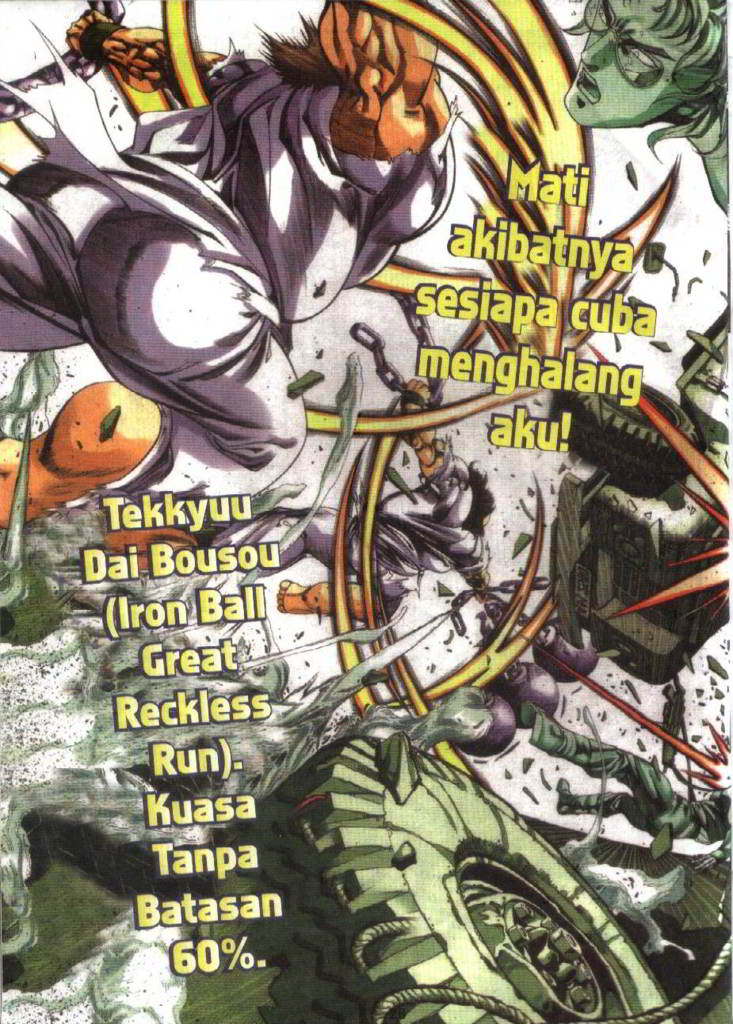 Mati
akibatnya
sesiapa cuba
menghalang
aku!
Tekkyuu
Dai Bousou
(Iron Ball
Great
Reckless
Run).
Kuasa
Tanpa
Batasan
60%.